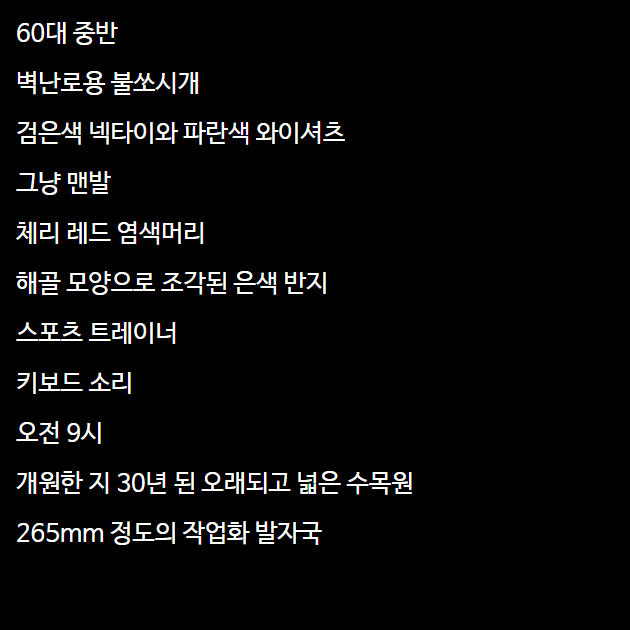 60대 중반
벽난로용 불쏘시개
검은색 넥타이와 파란색 와이셔츠
그냥 맨발
체리 레드 염색머리
해골 모양으로 조각된 은색 반지
스포츠 트레이너
키보드 소리
오전 9시
개원한 지 30년 된 오래되고 넓은 수목원
265mm 정도의 작업화 발자국